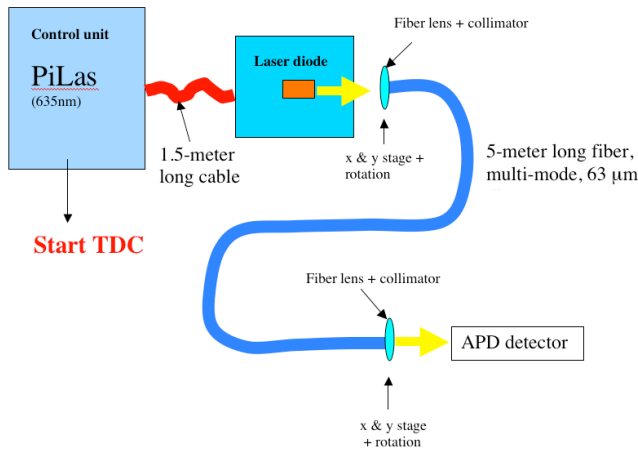 Control unit
PiLas
(635nm)
Laser diode
Fiber lens + collimator
1.5-meter
long cable
x & y stage +
rotation
5-meter long fiber,
multi-mode, 63 μm
Start TDC
Fiber lens + collimator
APD detector
x & y stage
+ rotation